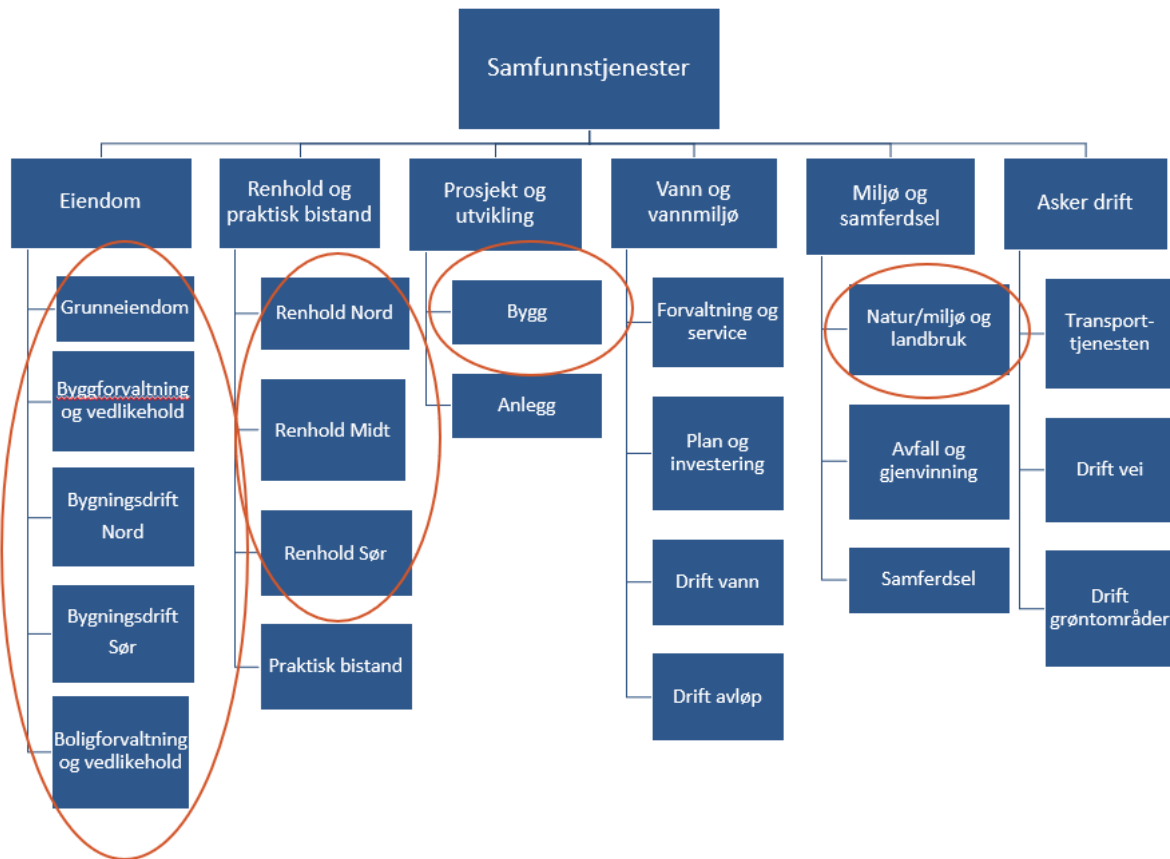 Samfunnstjenester
Eiendom
Renhold og
praktisk bistand
Prosjekt og
utvikling
Vann og
vannmiljø
Miljø og
samferdsel
Asker drift
Grunneiendom
Byggforvaltning
og vedlikehold
Bygningsdrift
Nord
Bygningsdrift
Sør
Boligforvaltning
og vedlikehold
Renhold Nord
Renhold Midt
Renhold Sør
Praktisk bistand
Bygg
Anlegg
Forvaltning og
service
Plan og
investering
Drift vann
Drift avløp
Natur/miljø og
landbruk
Avfall og
gjenvinning
Samferdsel
Transport-
tjenesten
Drift vei
Drift
grøntområder